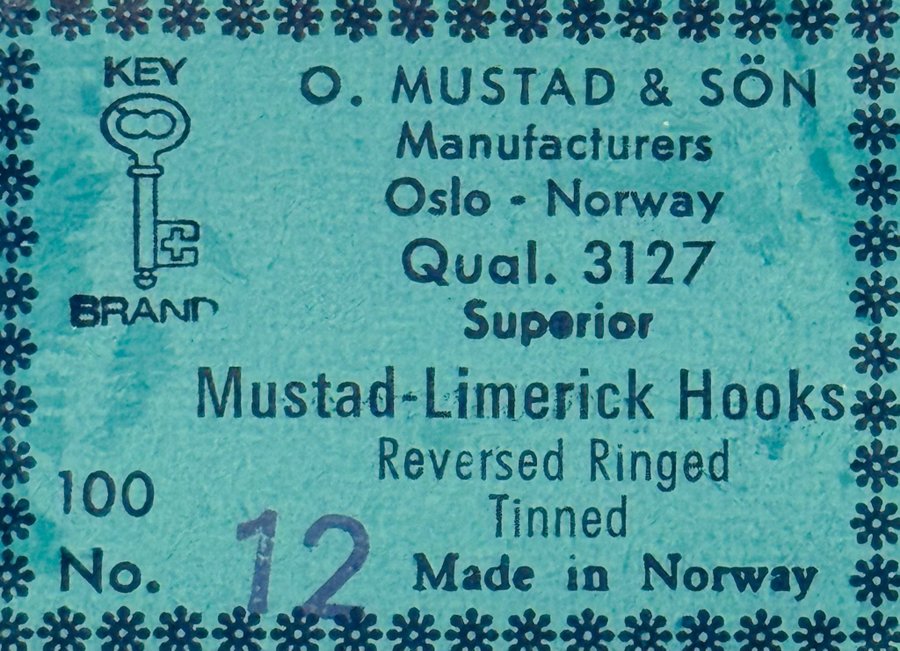 KEY
BRAND
O. MUSTAD & SÖN
Manufacturers
Oslo - Norway
Qual. 3127
Superior
Mustad-Limerick Hooks
Reversed Ringed
Tinned
100
No. 12
Made in Norway